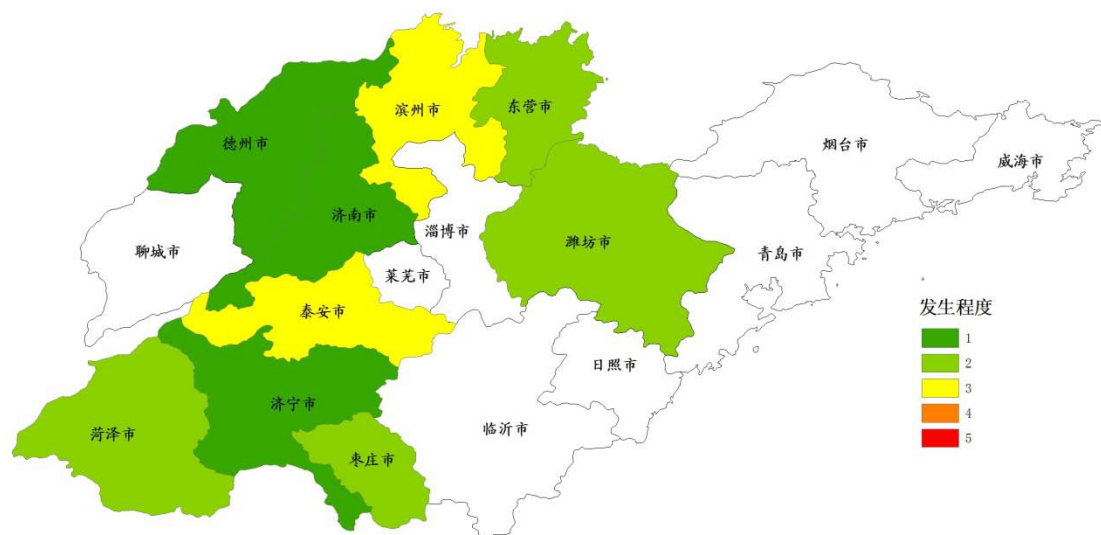 滨州市
东营市
德州市
烟台市
威海市
济南市
淄博市
潍坊市
聊城市
青岛市
莱芜市
泰安市
发生程度
1
2
3
4
5
日照市
济宁市
临沂市
菏泽市
枣庄市